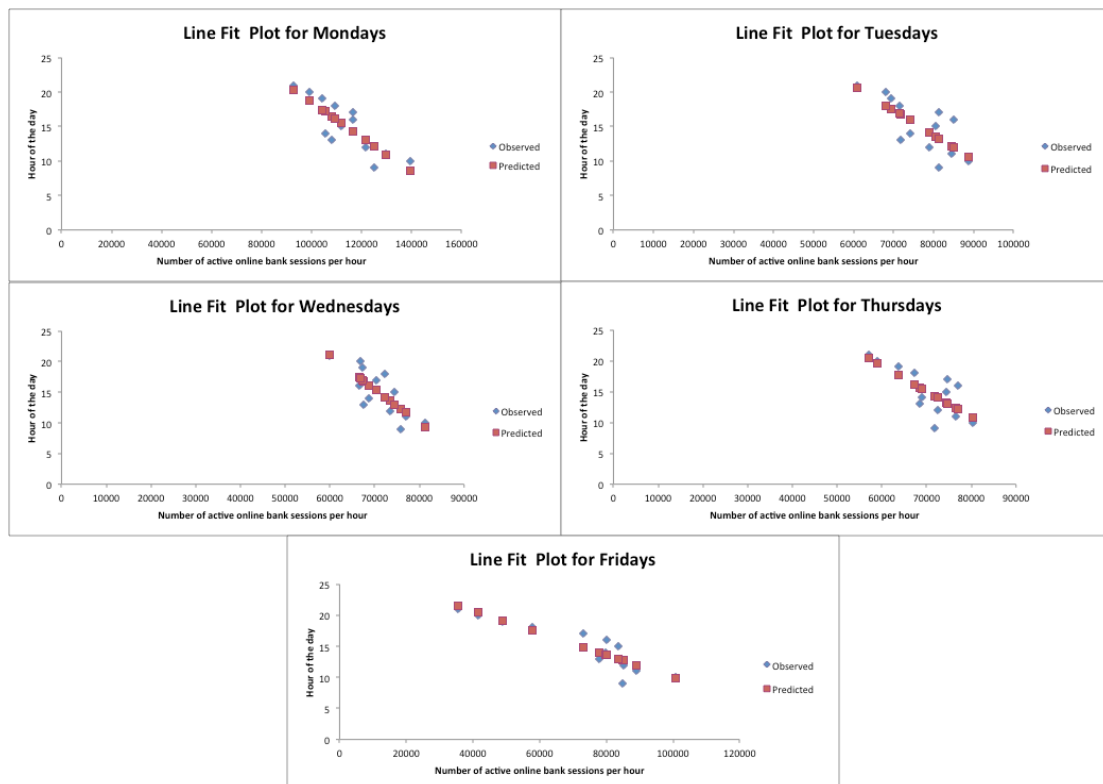 Line Fit Plot for Mondays
Hour of the day
25
20
15
10
5
0
0 20000 40000 60000 80000 100000 120000 140000 160000
Number of active online bank sessions per hour
Observed
Predicted
Line Fit Plot for Tuesdays
Hour of the day
25
20
15
10
5
0
0 10000 20000 30000 40000 50000 60000 70000 80000 90000 100000
Number of active online bank sessions per hour
Observed
Predicted
Line Fit Plot for Wednesdays
Hour of the day
25
20
15
10
5
0
0 10000 20000 30000 40000 50000 60000 70000 80000 90000
Number of active online bank sessions per hour
Observed
Predicted
Line Fit Plot for Thursdays
Hour of the day
25
20
15
10
5
0
0 10000 20000 30000 40000 50000 60000 70000 80000 90000
Number of active online bank sessions per hour
Observed
Predicted
Line Fit Plot for Fridays
Hour of the day
25
20
15
10
5
0
0 20000 40000 60000 80000 100000 120000
Number of active online bank sessions per hour
Observed
Predicted